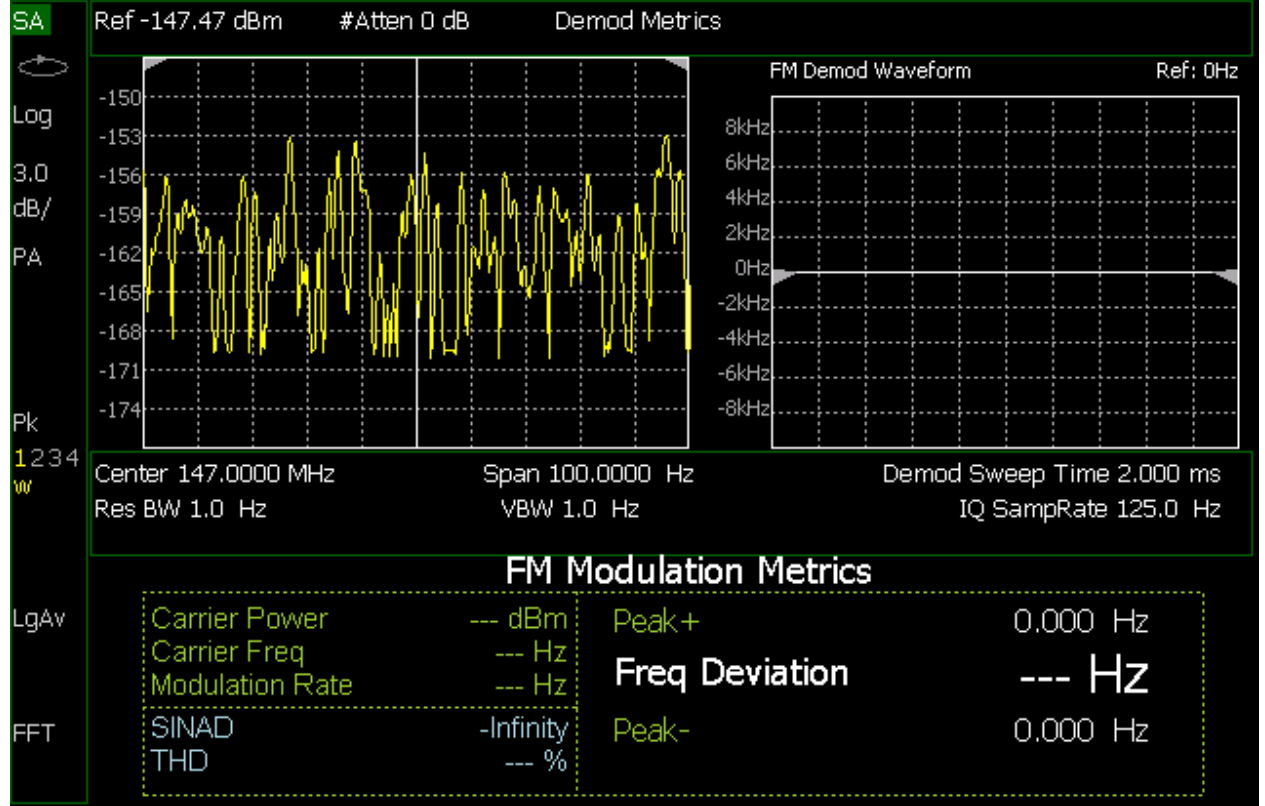 SA
Ref -147.47 dBm #Atten 0 dB Demod Metrics
Log
3.0
dB/
PA
Pk
1234
W
LgAv
FFT
-150
-153
-156
-159
-162
-165
-168
-171
-174
FM Demod Waveform Ref: 0Hz
8kHz
6kHz
4kHz
2kHz
0Hz
-2kHz
-4kHz
-6kHz
-8kHz
Center 147.0000 MHz Span 100.0000 Hz Demod Sweep Time 2.000 ms
Res BW 1.0 Hz VBW 1.0 Hz IQ SampRate 125.0 Hz
FM Modulation Metrics
Carrier Power --- dBm
Carrier Freq --- Hz
Modulation Rate --- Hz
SINAD -Infinity
THD --- %
Peak+ 0.000 Hz
Freq Deviation --- Hz
Peak- 0.000 Hz